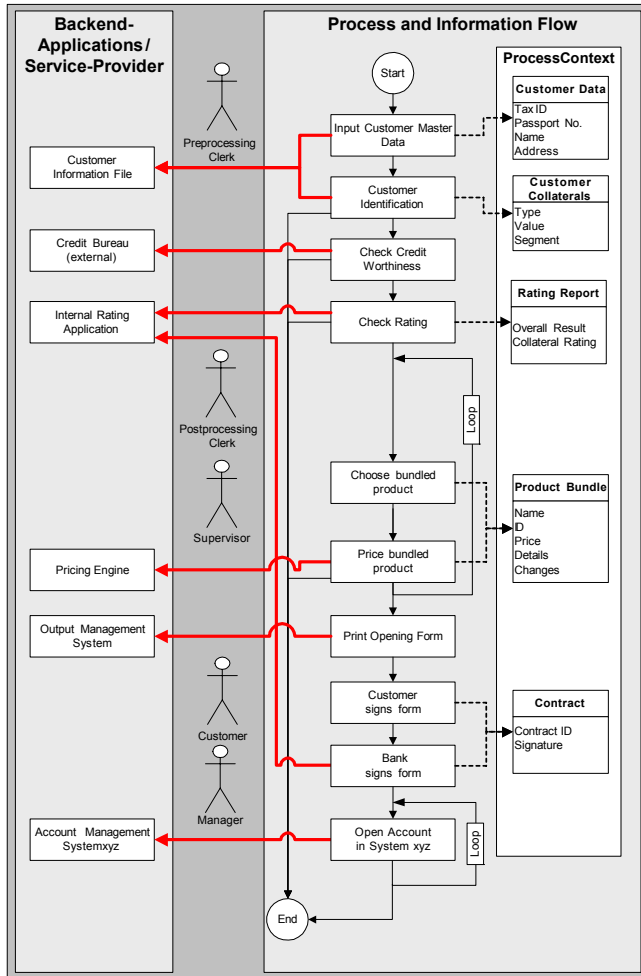 Backend-
Applications/
Service-Provider
Process and Information Flow
Preprocessing
Clerk
Customer
Information File
Credit Bureau
(external)
Internal Rating
Application
Postprocessing
Clerk
Supervisor
Pricing Engine
Output Management
System
Customer
Manager
Account Management
Systemxyz
Start
Input Customer Master
Data
Customer
Identification
Check Credit
Worthiness
Check Rating
Loop
Choose bundled
product
Price bundled
product
Print Opening Form
Customer
signs form
Bank
signs form
Open Account
in System xyz
Loop
End
ProcessContext
Customer Data
Tax ID
Passport No.
Name
Address
Customer
Collaterals
Type
Value
Segment
Rating Report
Overall Result
Collateral Rating
Product Bundle
Name
ID
Price
Details
Changes
Contract
Contract ID
Signature